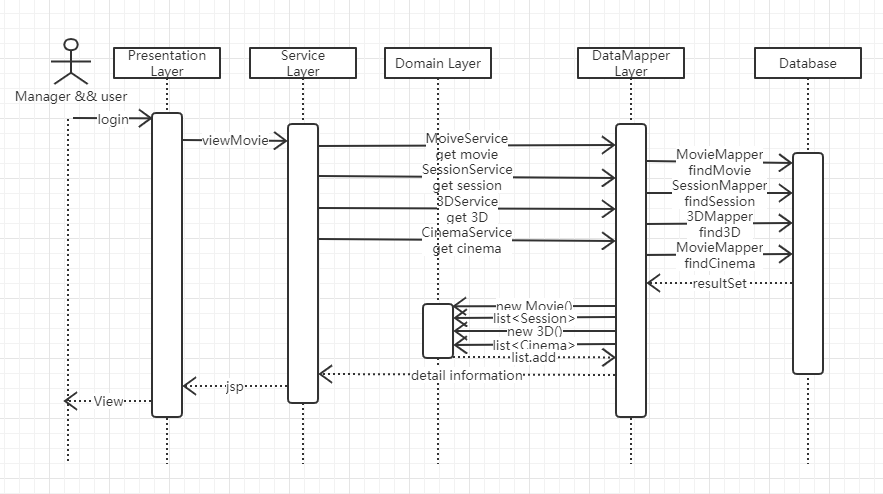 Presentation
Layer
Service
Layer
Domain Layer
DataMapper
Layer
Database
Manager && user
login
viewMovie
MoiveService
get movie
SessionService
get session
3DService
get 3D
CinemaService
get cinema
MovieMapper
findMovie
SessionMapper
findSession
3DMapper
find3D
MovieMapper
findCinema
resultSet
new Movie()
list<Session>
new 3D()
list<Cinema>
list.add
detail information
jsp
View